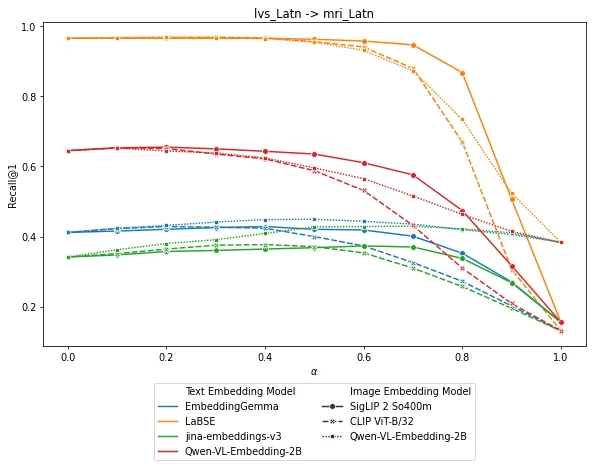 lvs_Latn -> mri_Latn
1.0
0.8
0.6
0.4
0.2
Recall@1
0.0 0.2 0.4 0.6 0.8 1.0
α
Text Embedding Model Image Embedding Model
EmbeddingGemma SigLIP 2 So400m
LaBSE CLIP ViT-B/32
jina-embeddings-v3 Qwen-VL-Embedding-2B
Qwen-VL-Embedding-2B